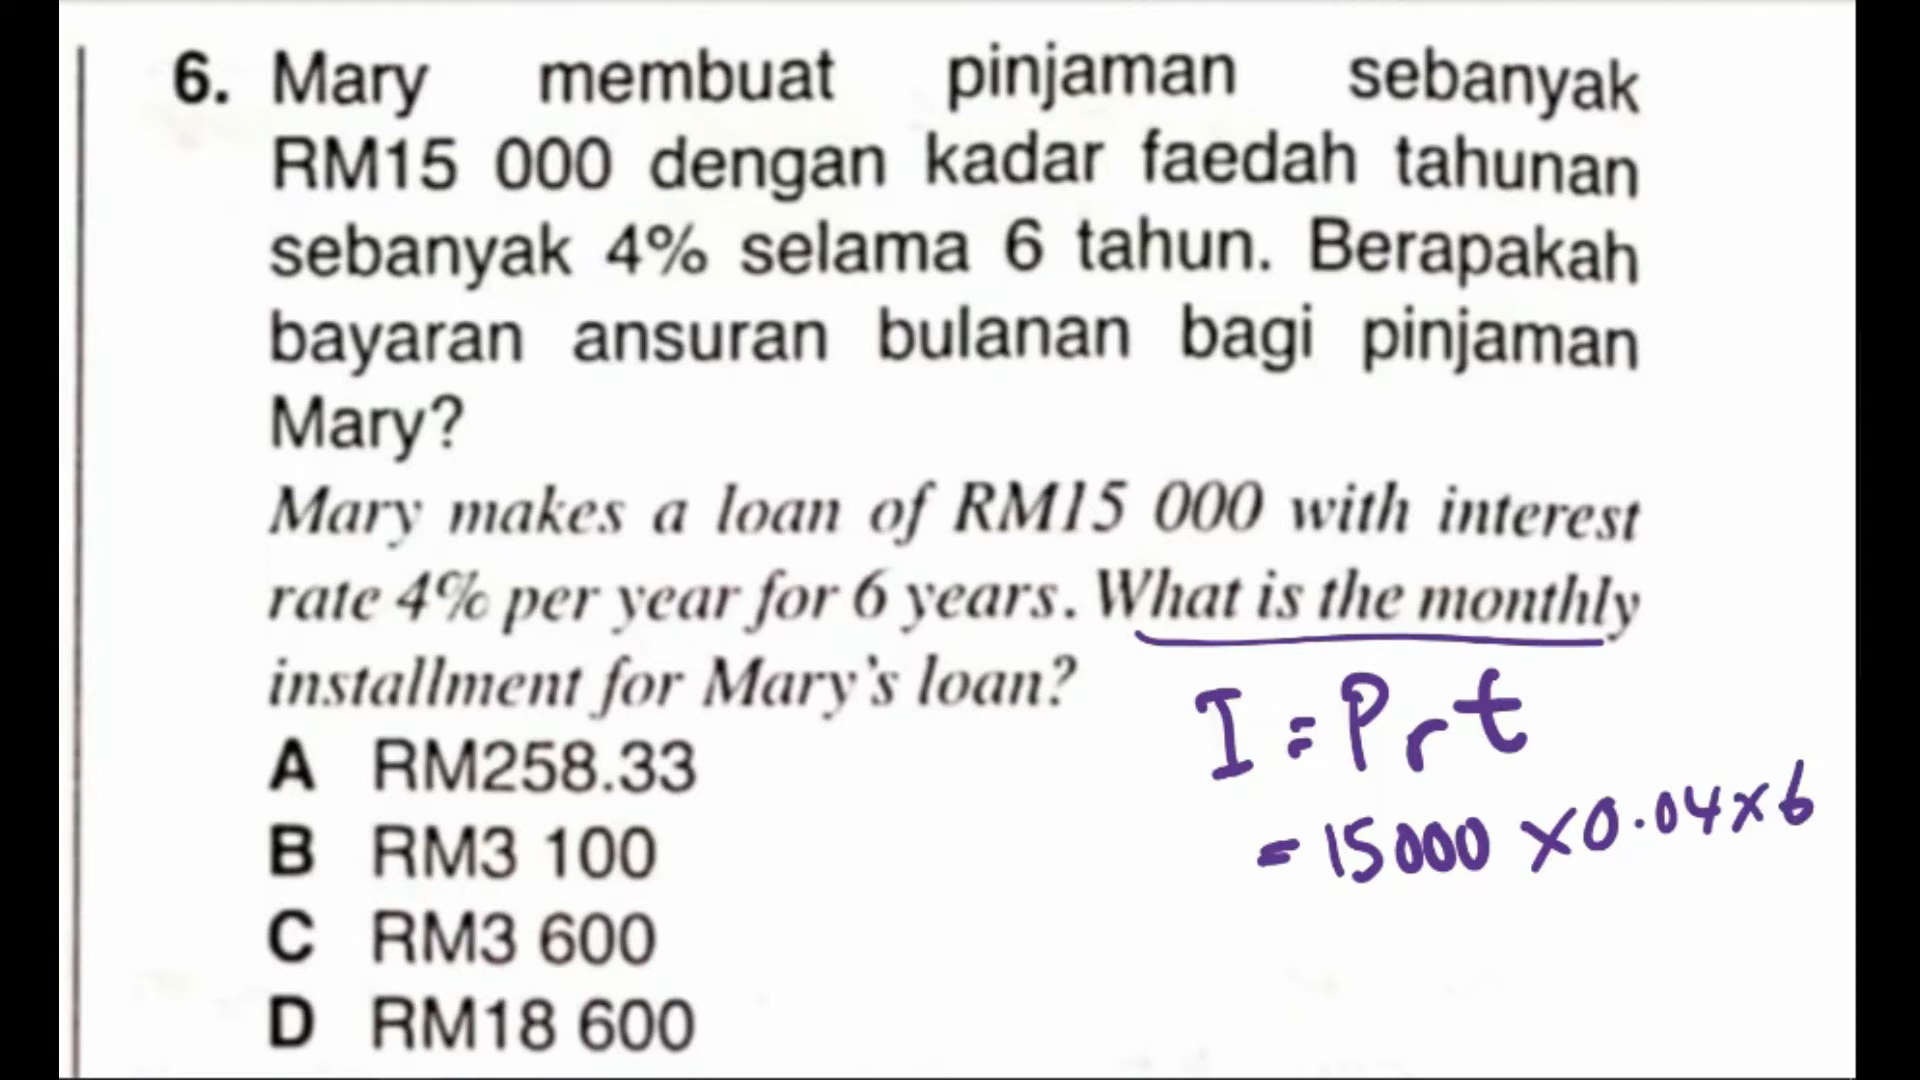 6. Mary membuat pinjaman sebanyak
RM15 000 dengan kadar faedah tahunan
sebanyak 4% selama 6 tahun. Berapakah
bayaran ansuran bulanan bagi pinjaman
Mary?
Mary makes a loan of RM15 000 with interest
rate 4% per year for 6 years. What is the monthly
installment for Mary's loan?
I = Prt
= 15000 × 0.04 × 6
A RM258.33
B RM3 100
C RM3 600
D RM18 600